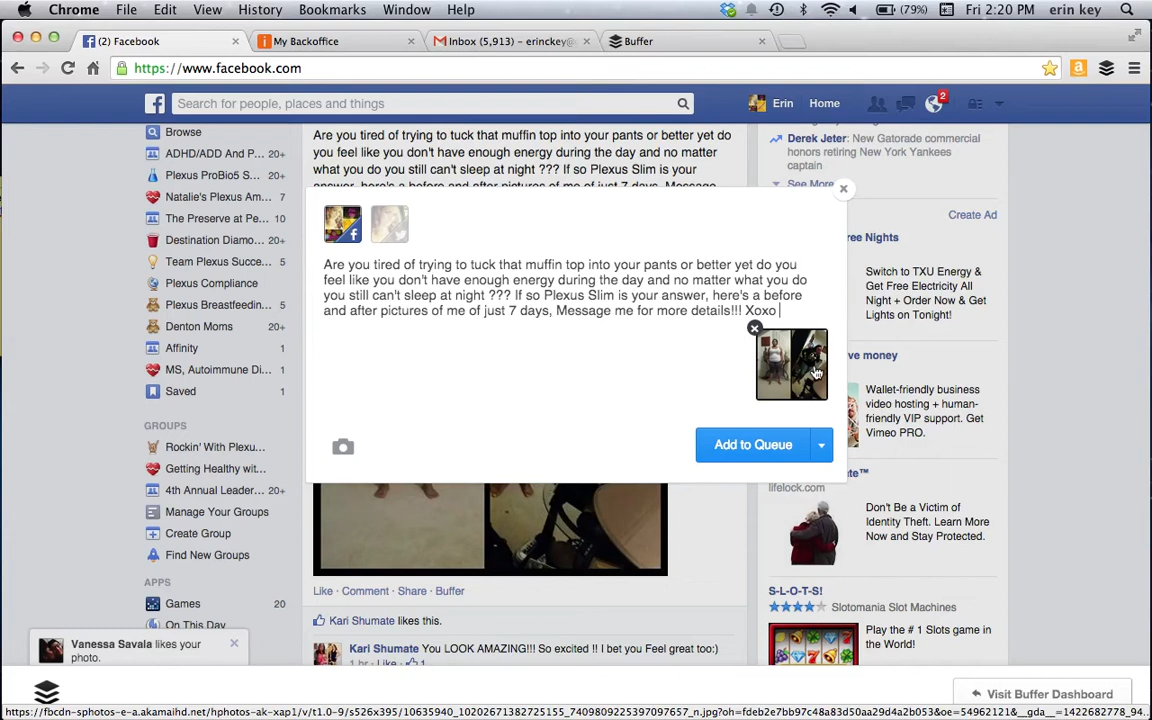 Chrome File Edit View History Bookmarks Window Help (79%) Fri 2:20 PM erin key
(2) Facebook My Backoffice Inbox (5,913) – erinckey@ Buffer
https://www.facebook.com
Search for people, places and things Erin Home 2
Browse
ADHD/ADD And P... 20+
Plexus ProBio5 S... 20+
Natalie's Plexus Am... 7
The Preserve at Pe... 10
Destination Diamo... 20+
Team Plexus Succe... 6
Plexus Compliance
Plexus Breastfeedin... 20+
Denton Moms 20+
Affinity 1
MS, Autoimmune Di... 1
Saved 1
GROUPS
Rockin' With Plexu...
Getting Healthy wit...
4th Annual Leader... 20+
Manage Your Groups
Create Group
Find New Groups
APPS
Games 20
On This Day
Vanessa Savala likes your
photo.
Are you tired of trying to tuck that muffin top into your pants or better yet do
you feel like you don't have enough energy during the day and no matter
what you do you still can't sleep at night ??? If so Plexus Slim is your
answer, here's a before and after pictures of me of just 7 days, Message
Are you tired of trying to tuck that muffin top into your pants or better yet do you
feel like you don't have enough energy during the day and no matter what you do
you still can't sleep at night ??? If so Plexus Slim is your answer, here's a before
and after pictures of me of just 7 days, Message me for more details!!! Xoxo
Add to Queue
Like · Comment · Share · Buffer
Kari Shumate likes this.
Kari Shumate You LOOK AMAZING!!! So excited !! I bet you Feel great too:)
1 hr · Like · 1
Derek Jeter: New Gatorade commercial
honors retiring New York Yankees
captain
See More
Create Ad
ee Nights
Switch to TXU Energy &
Get Free Electricity All
Night + Order Now & Get
Lights on Tonight!
ve money
Wallet-friendly business
video hosting + human-
friendly VIP support. Get
Vimeo PRO.
ate™
lifelock.com
Don't Be a Victim of
Identity Theft. Learn More
Now and Stay Protected.
S-L-O-T-S!
Slotomania Slot Machines
Play the # 1 Slots game in
the World!
Visit Buffer Dashboard
https://fbcdn-sphotos-e-a.akamaihd.net/hphotos-ak-xap1/v/t1.0-9/s526x395/10635940_10202671382725155_7409809225397097657_n.jpg?oh=fdeb2e7bb97c48a83d50aa29d4a2b053&oe=54962121&__gda__=1422682778_94...